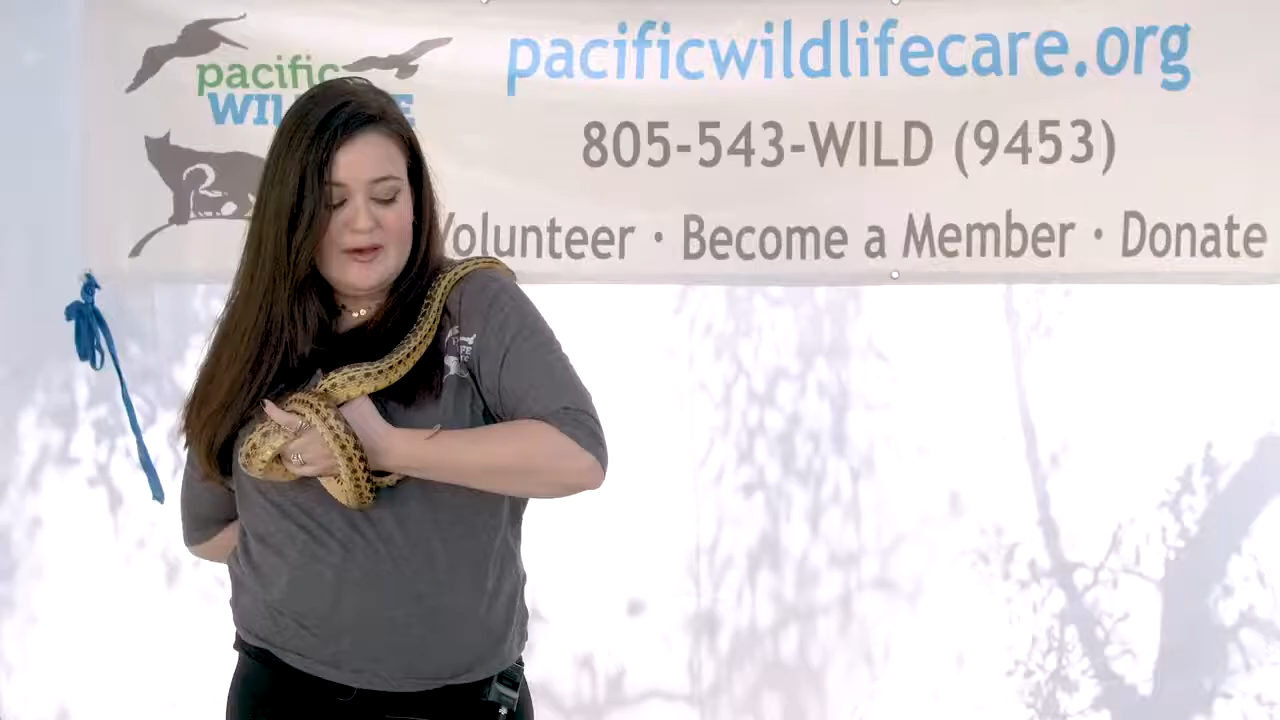 pacific
pacificwildlifecare.org
805-543-WILD (9453)
Volunteer · Become a Member · Donate